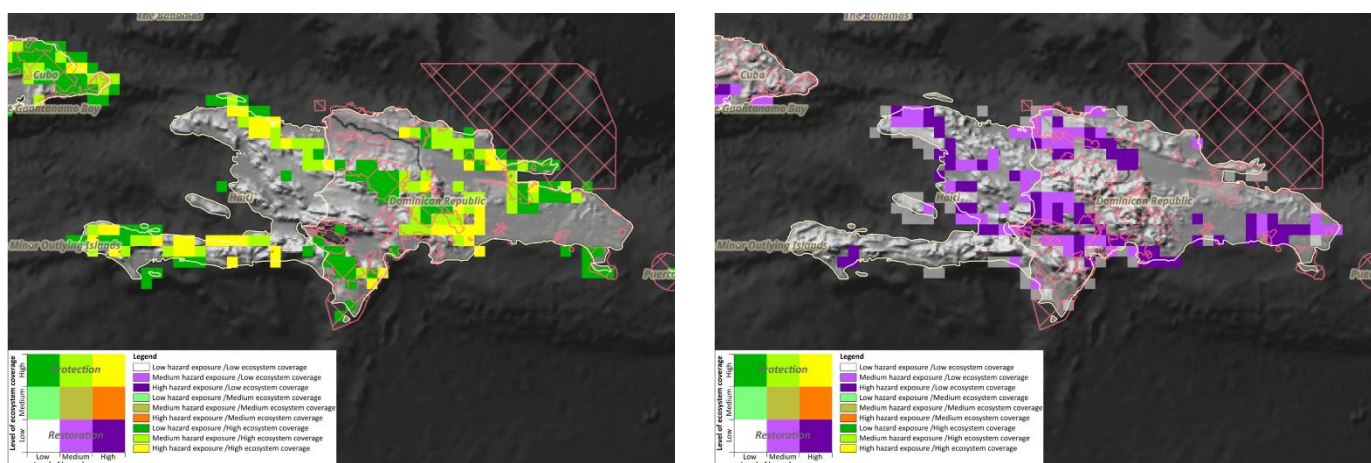 The Bahamas
Cuba
e Guantanamo Bay
Haiti
Dominican Republic
Minor Outlying Islands
Puerto
Level of ecosystem coverage
High
Medium
Low
Protection
Restoration
Low Medium High
Legend
Low hazard exposure /Low ecosystem coverage
Medium hazard exposure /Low ecosystem coverage
High hazard exposure /Low ecosystem coverage
Low hazard exposure /Medium ecosystem coverage
Medium hazard exposure /Medium ecosystem coverage
High hazard exposure /Medium ecosystem coverage
Low hazard exposure /High ecosystem coverage
Medium hazard exposure /High ecosystem coverage
High hazard exposure /High ecosystem coverage
The Bahamas
Cuba
e Guantanamo Bay
Haiti
Dominican Republic
Minor Outlying Islands
Puerto
Level of ecosystem coverage
High
Medium
Low
Protection
Restoration
Low Medium High
Legend
Low hazard exposure /Low ecosystem coverage
Medium hazard exposure /Low ecosystem coverage
High hazard exposure /Low ecosystem coverage
Low hazard exposure /Medium ecosystem coverage
Medium hazard exposure /Medium ecosystem coverage
High hazard exposure /Medium ecosystem coverage
Low hazard exposure /High ecosystem coverage
Medium hazard exposure /High ecosystem coverage
High hazard exposure /High ecosystem coverage